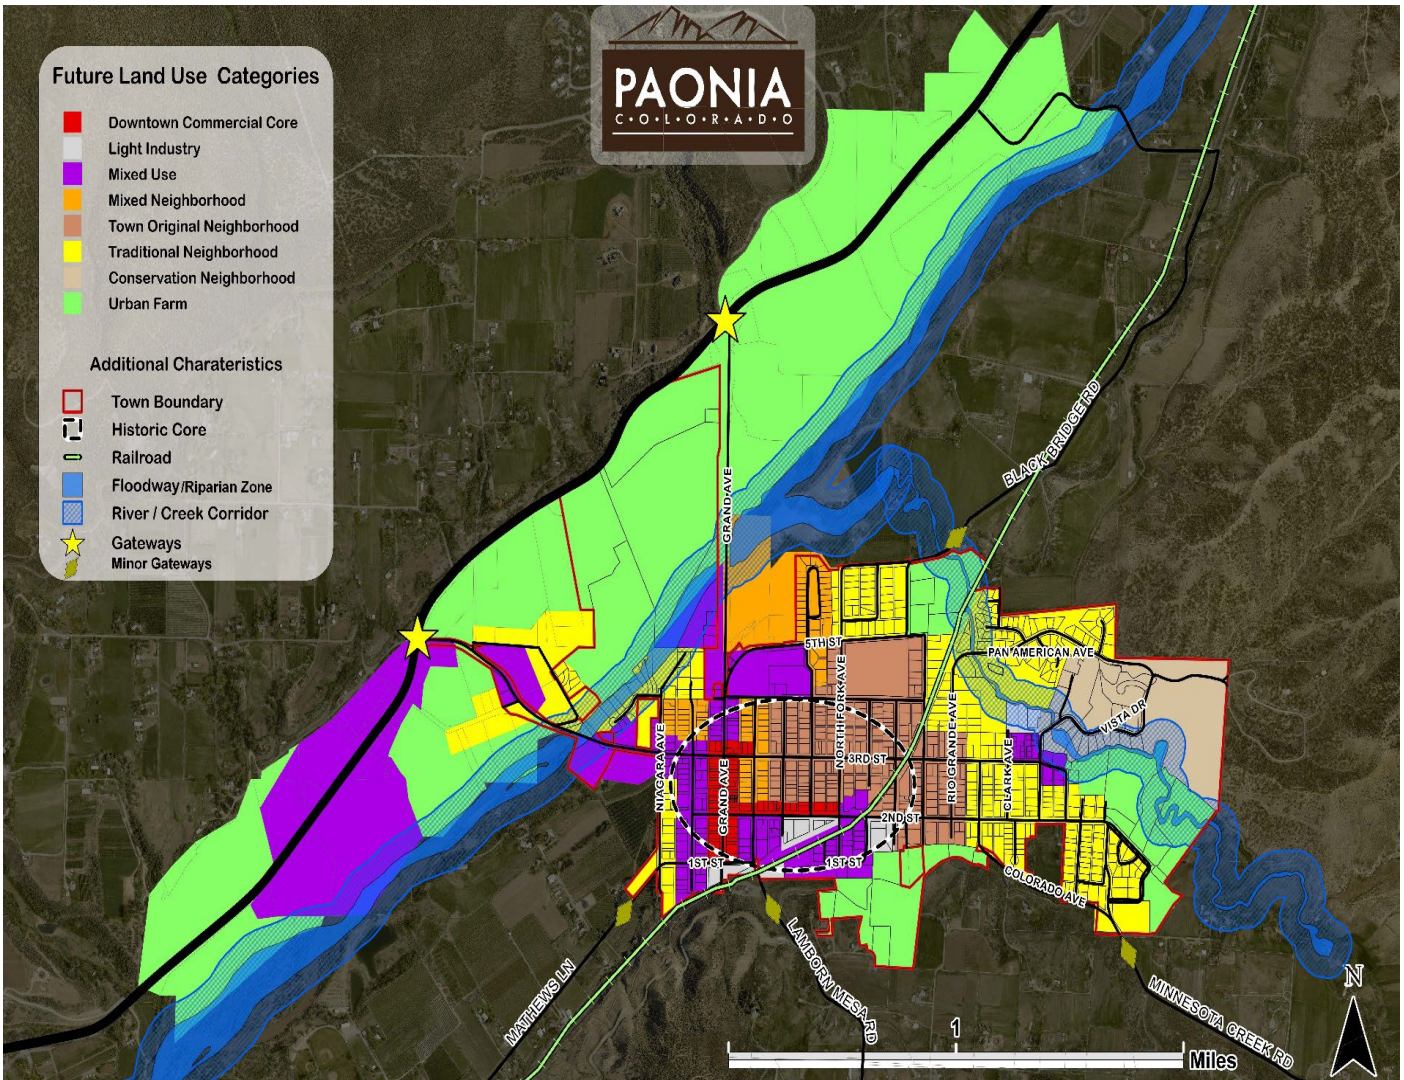 PAONIA
C•O•L•O•R•A•D•O
Future Land Use Categories
Downtown Commercial Core
Light Industry
Mixed Use
Mixed Neighborhood
Town Original Neighborhood
Traditional Neighborhood
Conservation Neighborhood
Urban Farm
Additional Charateristics
Town Boundary
Historic Core
Railroad
Floodway/Riparian Zone
River / Creek Corridor
Gateways
Minor Gateways
BLACK BRIDGE RD
GRAND AVE
5TH ST
PAN AMERICAN AVE
NORTHFORK AVE
VISTA DR
NIAGARA AVE
GRAND AVE
3RD ST
RIO GRANDE AVE
CLARK AVE
2ND ST
1ST ST
1ST ST
COLORADO AVE
MATHEWS LN
LAMBORN MESA RD
MINNESOTA CREEK RD
N
1
Miles